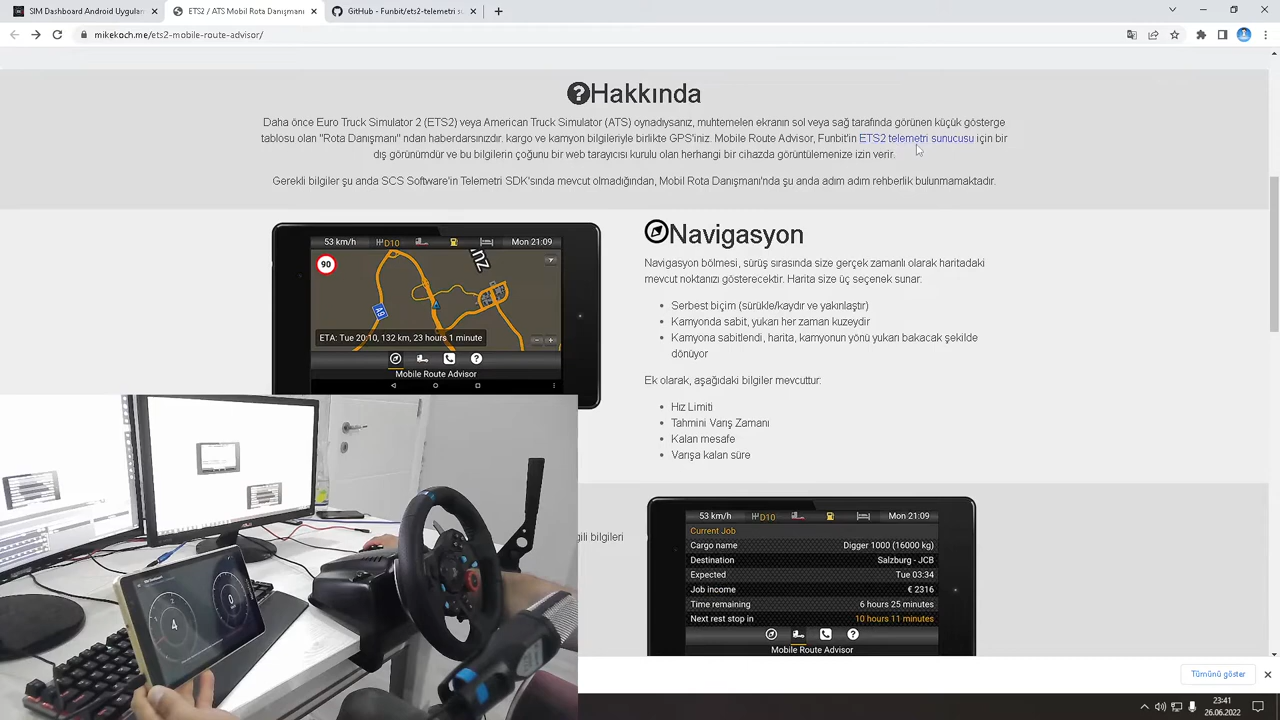 SIM Dashboard Android Uygulan
ETS2 / ATS Mobil Rota Danışmanı
GitHub - Funbit/ets2-telemetri su
mikekoch.me/ets2-mobile-route-advisor/
Hakkında
Daha önce Euro Truck Simulator 2 (ETS2) veya American Truck Simulator (ATS) oynadıysanız, muhtemelen ekranın sol veya sağ tarafında görünen küçük gösterge
tablosu olan "Rota Danışmanı" ndan haberdarsınızdır. kargo ve kamyon bilgileriyle birlikte GPS'iniz. Mobile Route Advisor, Funbit'in ETS2 telemetri sunucusu için bir
dış görünümdür ve bu bilgilerin çoğunu bir web tarayıcısı kurulu olan herhangi bir cihazda görüntülemenize izin verir.
Gerekli bilgiler şu anda SCS Software'in Telemetri SDK'sında mevcut olmadığından, Mobil Rota Danışmanı'nda şu anda adım adım rehberlik bulunmamaktadır.
53 km/h D10 Mon 21:09
90
A9
ETA: Tue 20:10, 132 km, 23 hours 1 minute
Mobile Route Advisor
Navigasyon
Navigasyon bölmesi, sürüş sırasında size gerçek zamanlı olarak haritadaki
mevcut noktanızı gösterecektir. Harita size üç seçenek sunar:
Serbest biçim (sürükle/kaydır ve yakınlaştır)
Kamyonda sabit, yukarı her zaman kuzeydir
Kamyona sabitlendi, harita, kamyonun yönü yukarı bakacak şekilde
dönüyor
Ek olarak, aşağıdaki bilgiler mevcuttur:
Hız Limiti
Tahmini Varış Zamanı
Kalan mesafe
Varışa kalan süre
gili bilgileri
53 km/h D10 Mon 21:09
Current Job
Cargo name Digger 1000 (16000 kg)
Destination Salzburg - JCB
Expected Tue 03:34
Job income € 2316
Time remaining 6 hours 25 minutes
Next rest stop in 10 hours 11 minutes
Mobile Route Advisor
Tümünü göster
23:41
26.06.2022